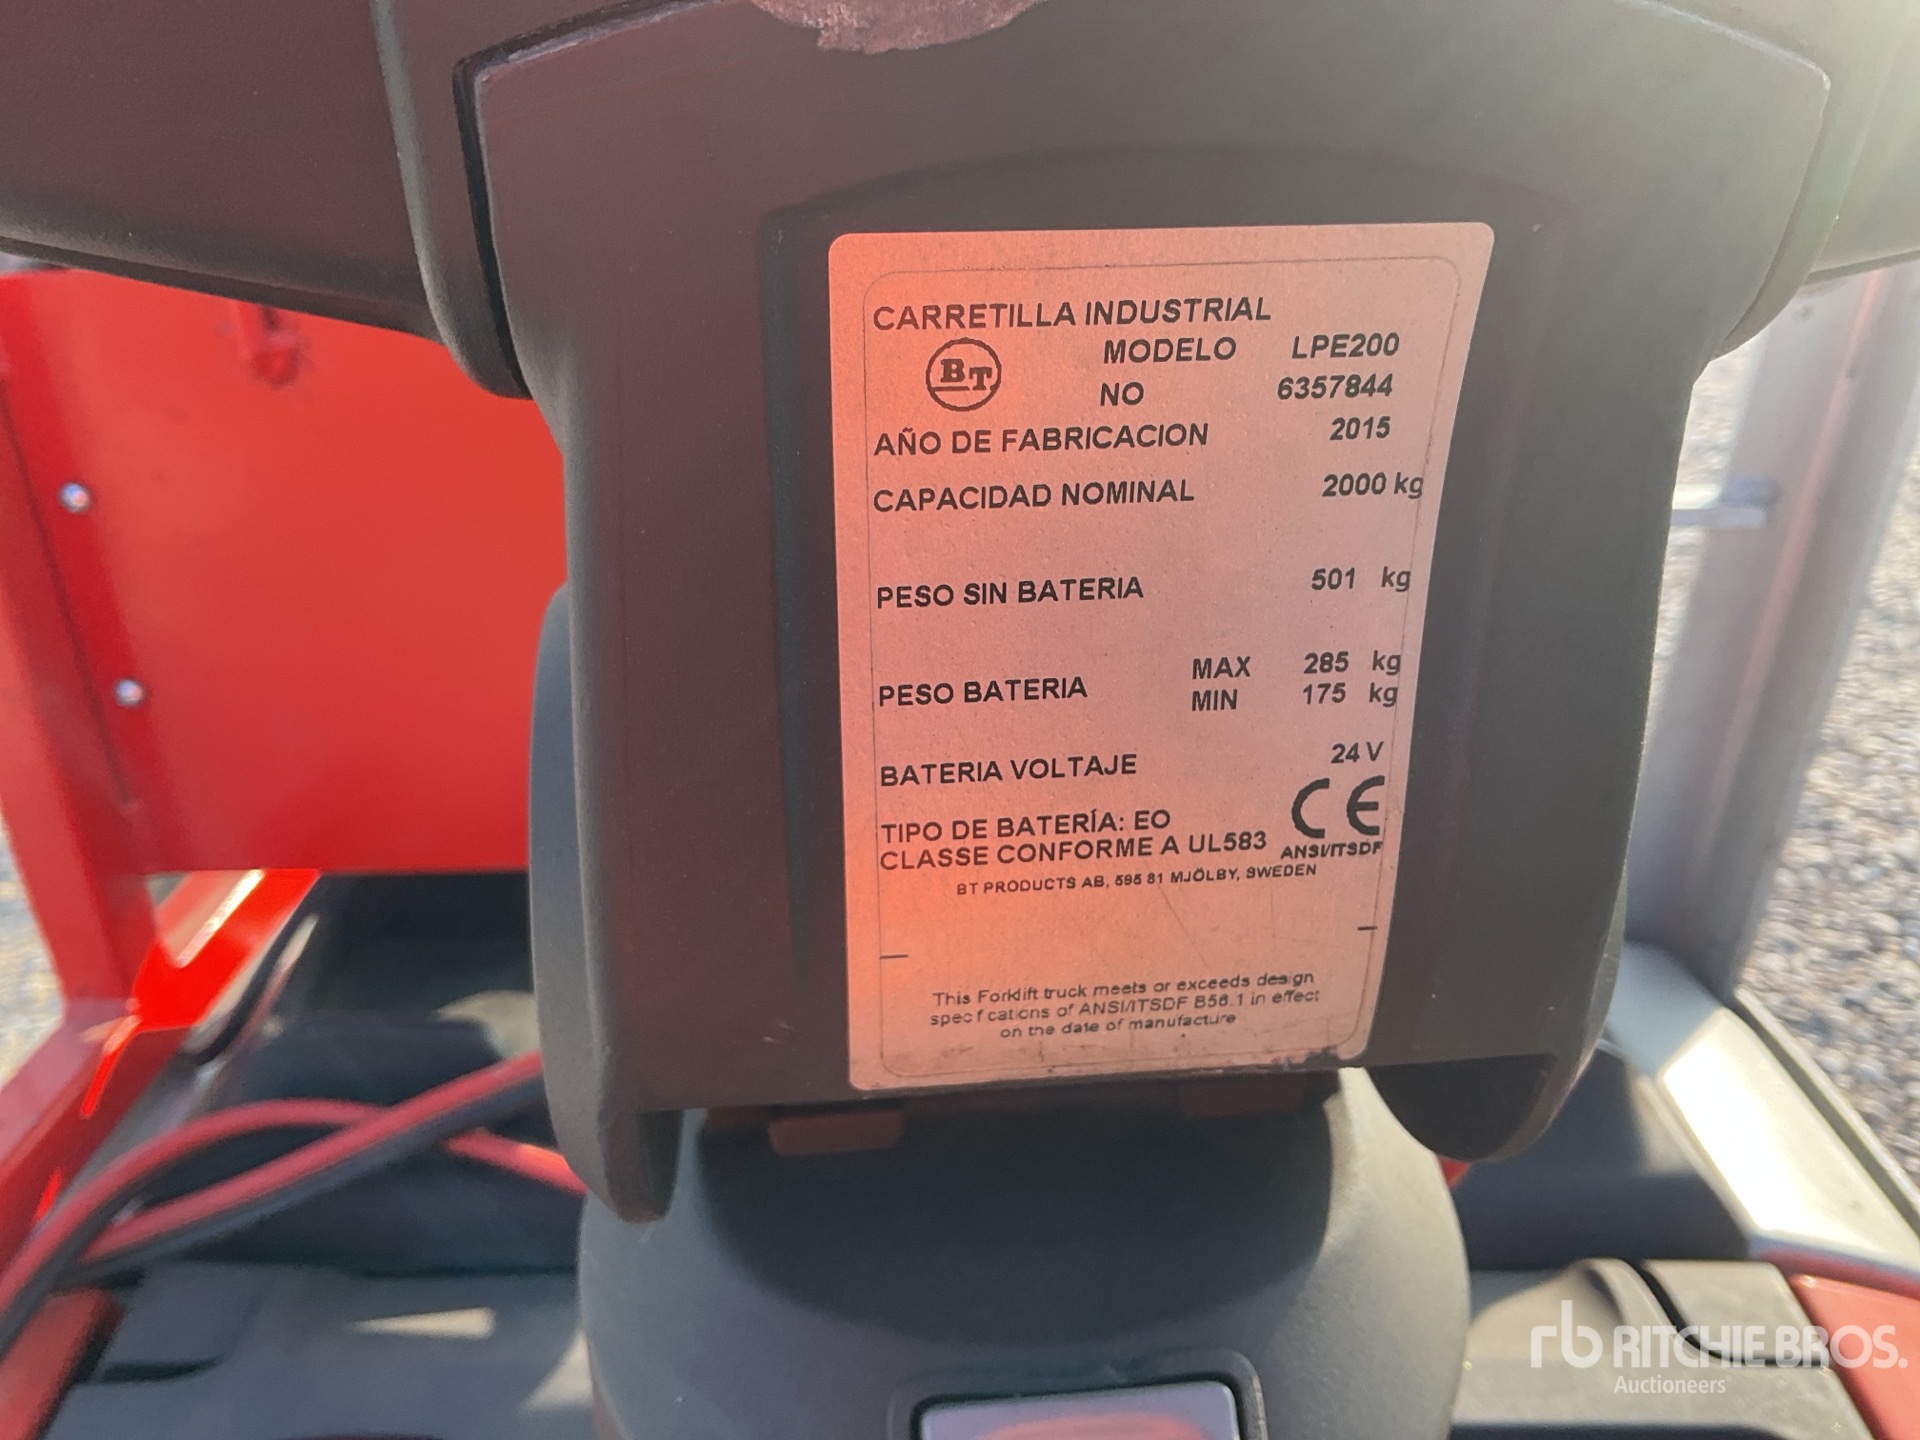 CARRETILLA INDUSTRIAL
BT MODELO LPE200
NO 6357844
AÑO DE FABRICACION 2015
CAPACIDAD NOMINAL 2000 kg
PESO SIN BATERIA 501 kg
PESO BATERIA MAX 285 kg
MIN 175 kg
BATERIA VOLTAJE 24 V
CE
TIPO DE BATERÍA: EO
CLASSE CONFORME A UL583 ANSI/ITSDF
BT PRODUCTS AB, 595 81 MJÖLBY, SWEDEN
This Forklift truck meets or exceeds design
specifications of ANSI/ITSDF B56.1 in effect
on the date of manufacture
rb RITCHIE BROS.
Auctioneers